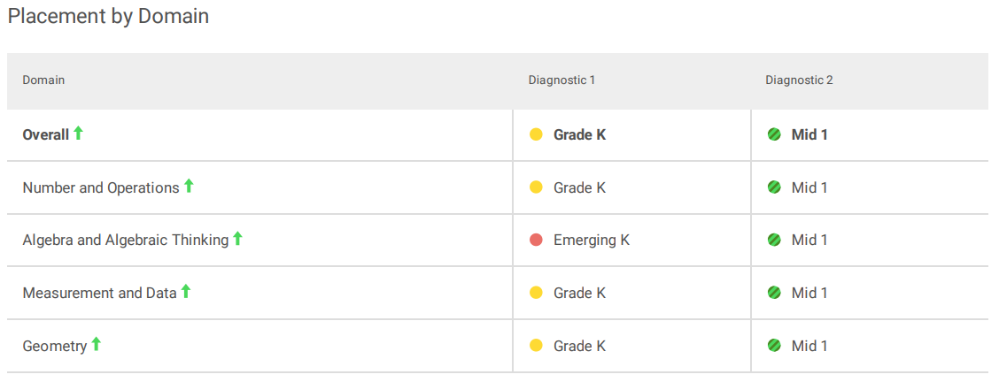 Placement by Domain
Domain Diagnostic 1 Diagnostic 2
Overall Grade K Mid 1
Number and Operations Grade K Mid 1
Algebra and Algebraic Thinking Emerging K Mid 1
Measurement and Data Grade K Mid 1
Geometry Grade K Mid 1